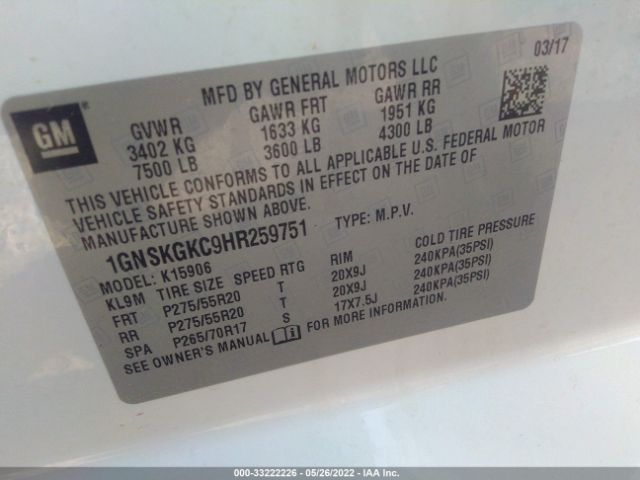 03/17
MFD BY GENERAL MOTORS LLC
GM
GVWR GAWR FRT GAWR RR
3402 KG 1633 KG 1951 KG
7500 LB 3600 LB 4300 LB
THIS VEHICLE CONFORMS TO ALL APPLICABLE U.S. FEDERAL MOTOR
VEHICLE SAFETY STANDARDS IN EFFECT ON THE DATE OF
MANUFACTURE SHOWN ABOVE.
1GNSKGKC9HR259751 TYPE: M.P.V.
MODEL: K15906
KL9M TIRE SIZE SPEED RTG RIM COLD TIRE PRESSURE
FRT P275/55R20 T 20X9J 240KPA(35PSI)
RR P275/55R20 T 20X9J 240KPA(35PSI)
SPA P265/70R17 S 17X7.5J 240KPA(35PSI)
SEE OWNER'S MANUAL FOR MORE INFORMATION.
000-33222226 - 05/26/2022 - IAA Inc.